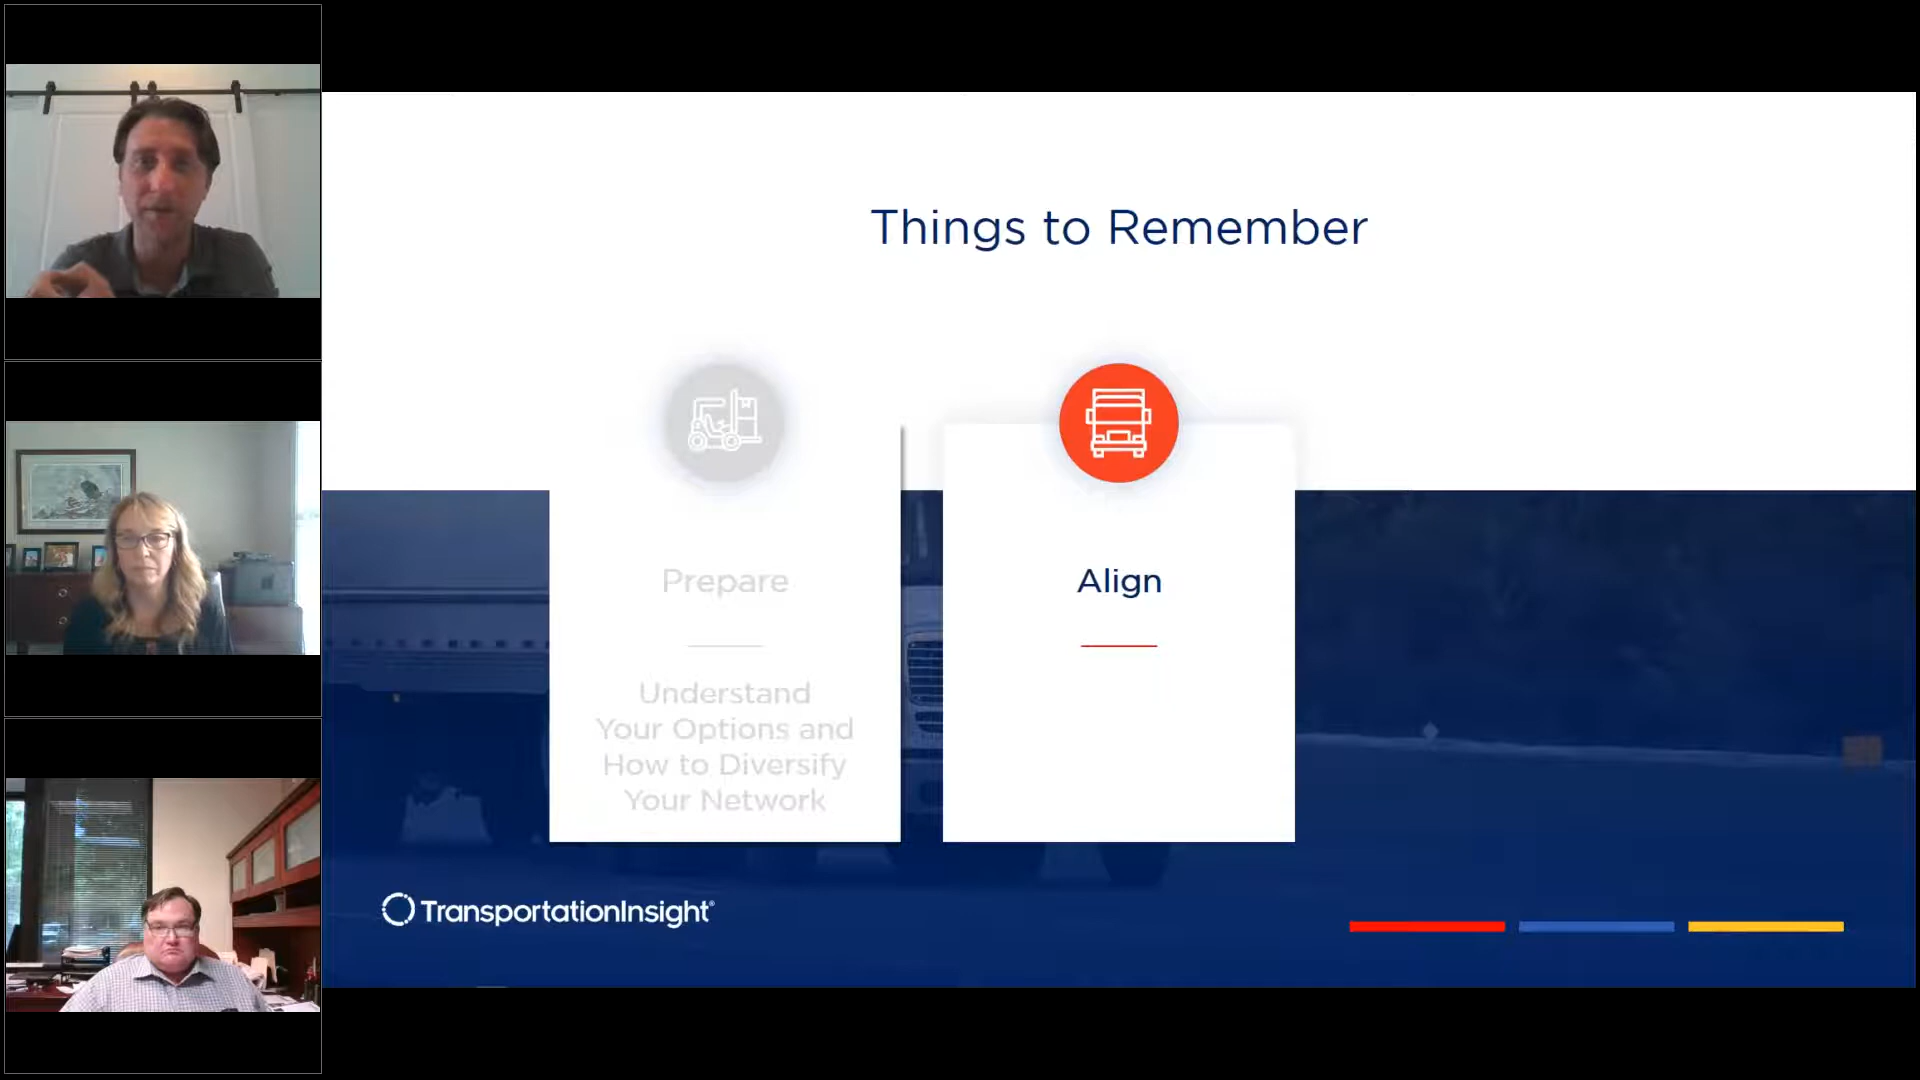 Things to Remember
Prepare
Understand
Your Options and
How to Diversify
Your Network
Align
TransportationInsight®